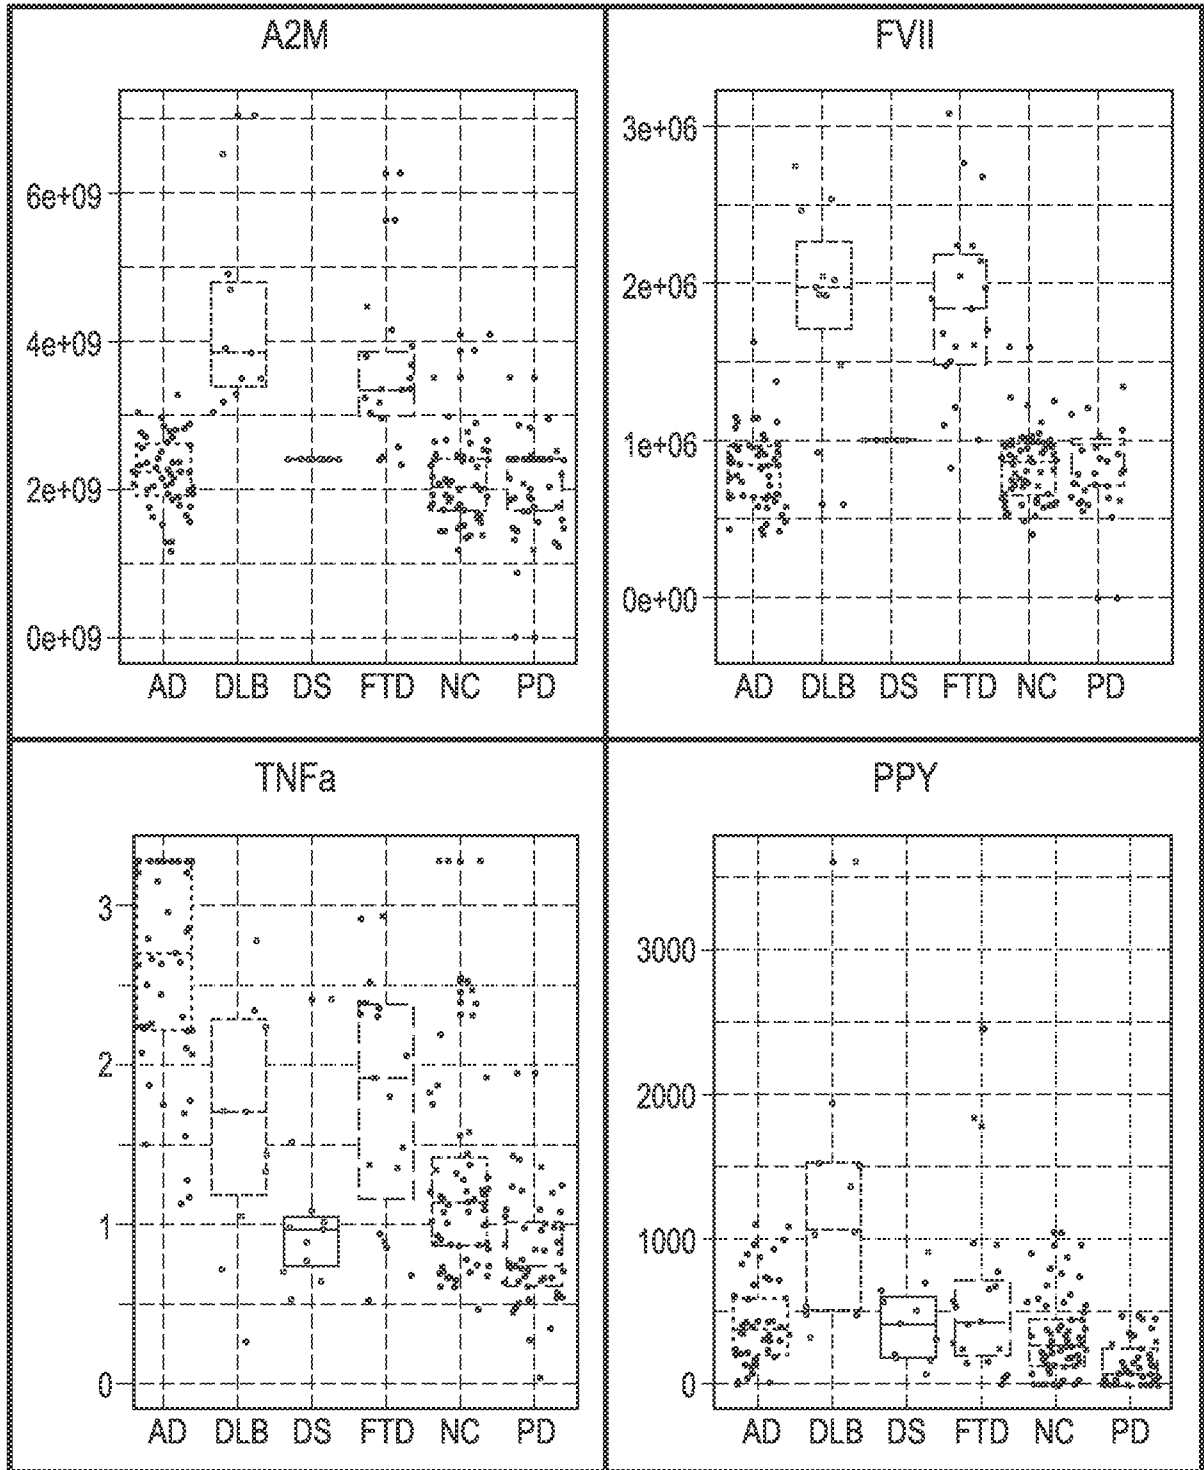 A2M
6e+09
4e+09
2e+09
0e+09
AD DLB DS FTD NC PD
FVII
3e+06
2e+06
1e+06
0e+00
AD DLB DS FTD NC PD
TNFa
3
2
1
0
AD DLB DS FTD NC PD
PPY
3000
2000
1000
0
AD DLB DS FTD NC PD